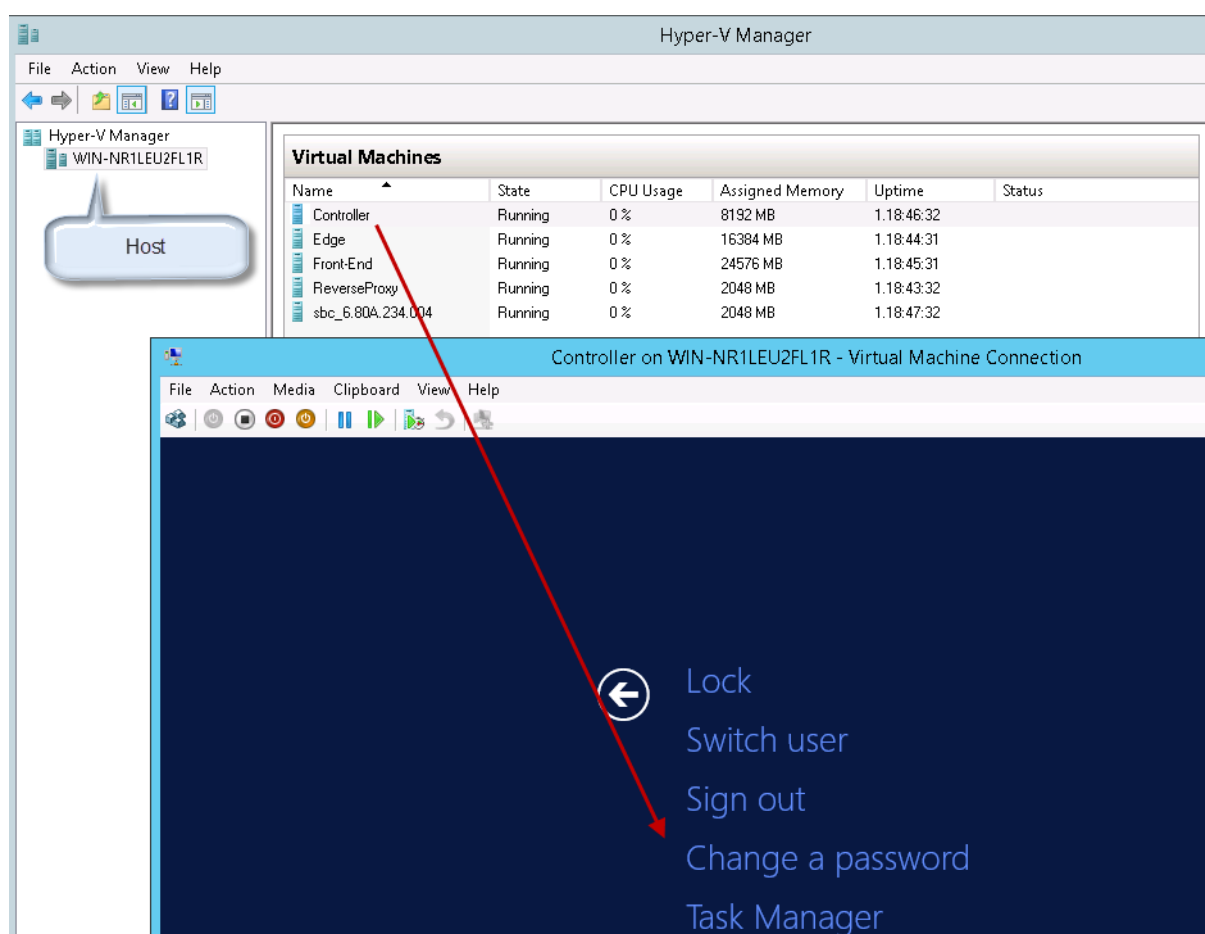 Hyper-V Manager
File Action View Help
Hyper-V Manager
WIN-NR1LEU2FL1R
Host
Virtual Machines
Name State CPU Usage Assigned Memory Uptime Status
Controller Running 0 % 8192 MB 1.18:46:32
Edge Running 0 % 16384 MB 1.18:44:31
Front-End Running 0 % 24576 MB 1.18:45:31
ReverseProxy Running 0 % 2048 MB 1.18:43:32
sbc_6.80A.234.004 Running 0 % 2048 MB 1.18:47:32
Controller on WIN-NR1LEU2FL1R - Virtual Machine Connection
File Action Media Clipboard View Help
Lock
Switch user
Sign out
Change a password
Task Manager